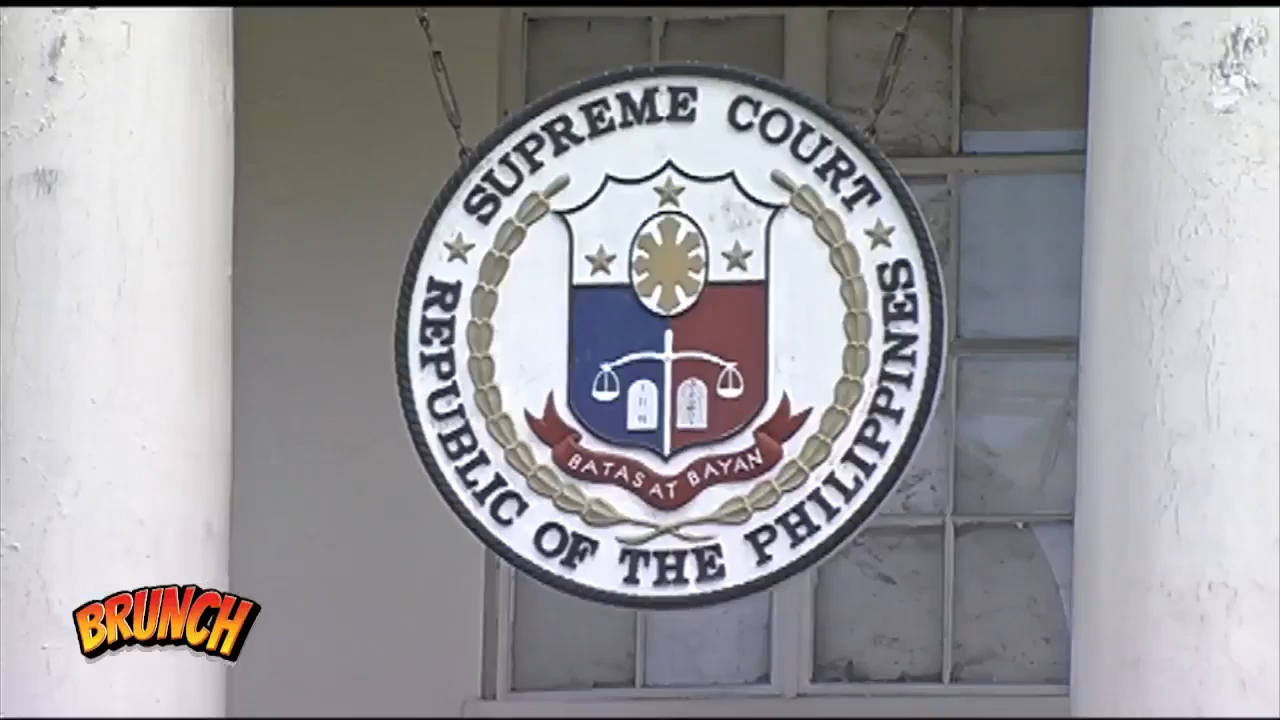 SUPREME COURT
REPUBLIC OF THE PHILIPPINES
BATAS AT BAYAN
BRUNCH